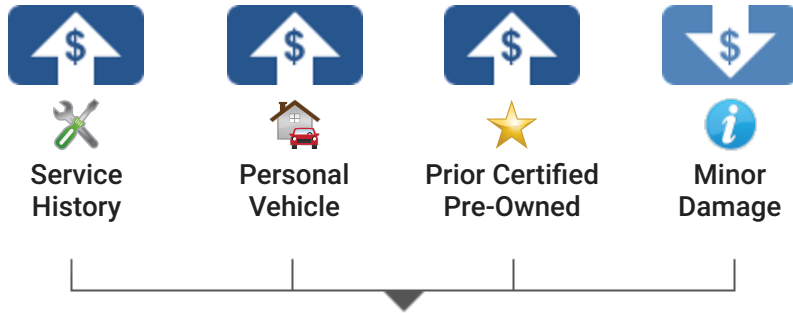 $ $ $ $
Service Personal Prior Certified Minor
History Vehicle Pre-Owned Damage